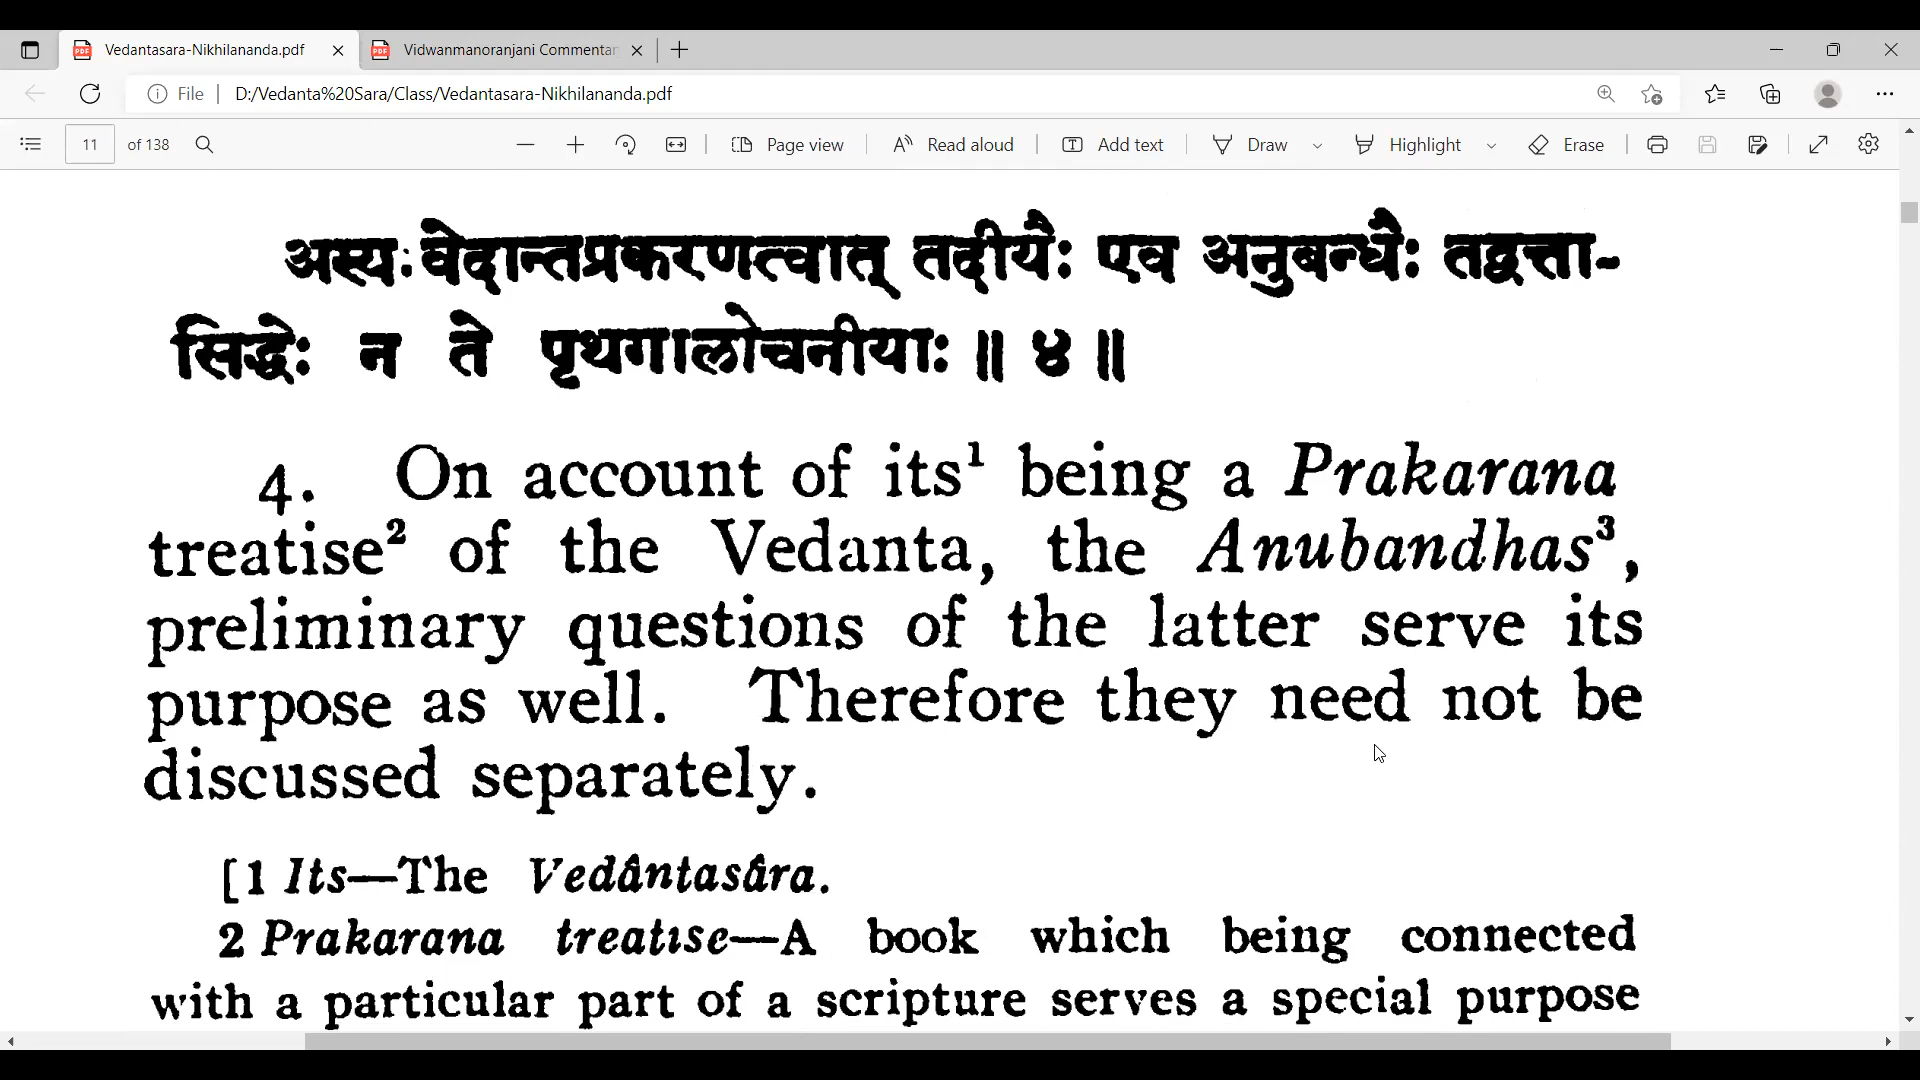 Vedantasara-Nikhilananda.pdf
Vidwanmanoranjani Commentar
File
D:/Vedanta%20Sara/Class/Vedantasara-Nikhilananda.pdf
11 of 138
Page view
Read aloud
Add text
Draw
Highlight
Erase
अस्य:वेदान्तप्रकरणत्वात् तदीयैः एव अनुबन्धैः तद्वत्ता-
सिद्धेः न ते पृथगालोचनीयाः ॥ ४ ॥
4. On account of its¹ being a Prakarana
treatise² of the Vedanta, the Anubandhas³,
preliminary questions of the latter serve its
purpose as well. Therefore they need not be
discussed separately.
[1 Its—The Vedântasâra.
2 Prakarana treatise—A book which being connected
with a particular part of a scripture serves a special purpose